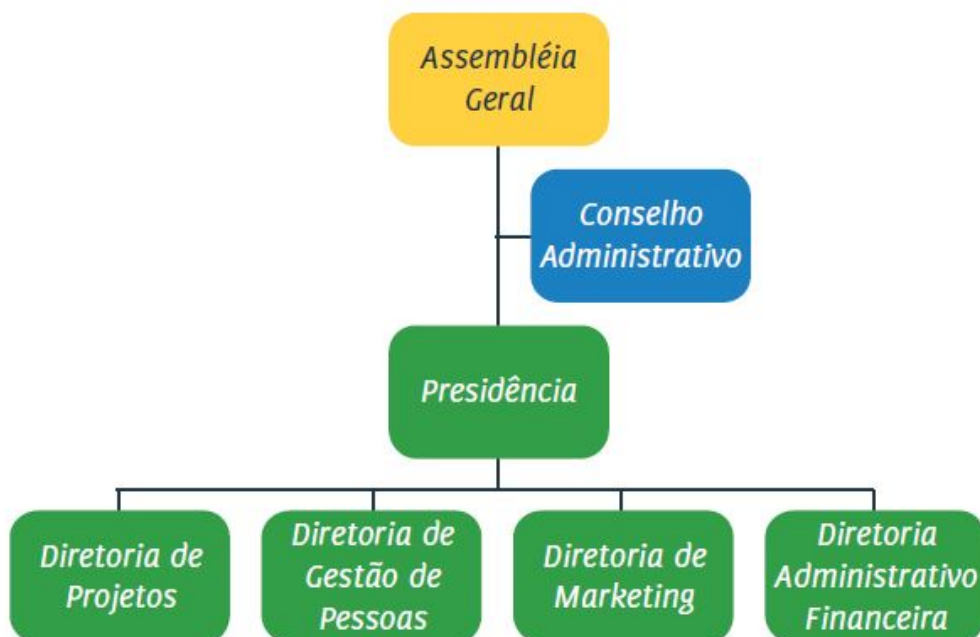 Assembléia
Geral
Conselho
Administrativo
Presidência
Diretoria de
Projetos
Diretoria de
Gestão de
Pessoas
Diretoria de
Marketing
Diretoria
Administrativo
Financeira